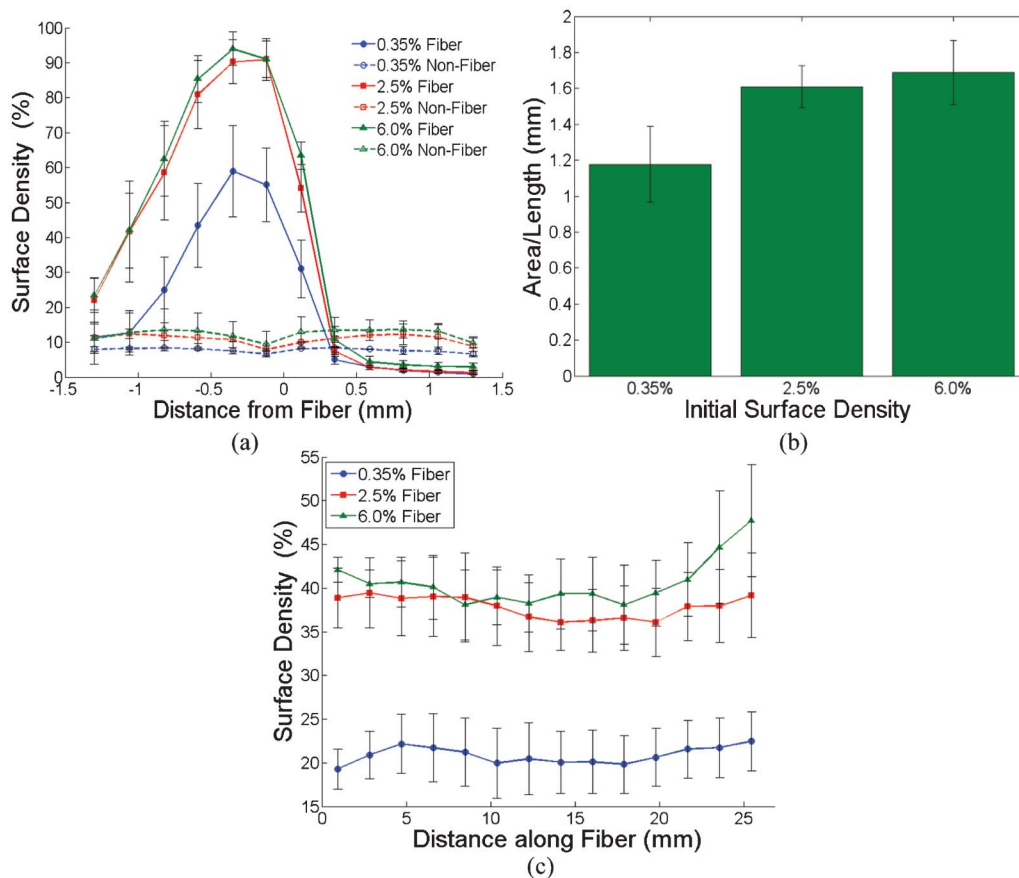 100
90
80
70
60
50
40
30
20
10
0
-1.5
-1
-0.5
0
0.5
1
1.5
Surface Density (%)
Distance from Fiber (mm)
0.35% Fiber
0.35% Non-Fiber
2.5% Fiber
2.5% Non-Fiber
6.0% Fiber
6.0% Non-Fiber
(a)
2
1.8
1.6
1.4
1.2
1
0.8
0.6
0.4
0.2
0
Area/Length (mm)
0.35%
2.5%
6.0%
Initial Surface Density
(b)
55
50
45
40
35
30
25
20
15
0
5
10
15
20
25
Surface Density (%)
0.35% Fiber
2.5% Fiber
6.0% Fiber
Distance along Fiber (mm)
(c)